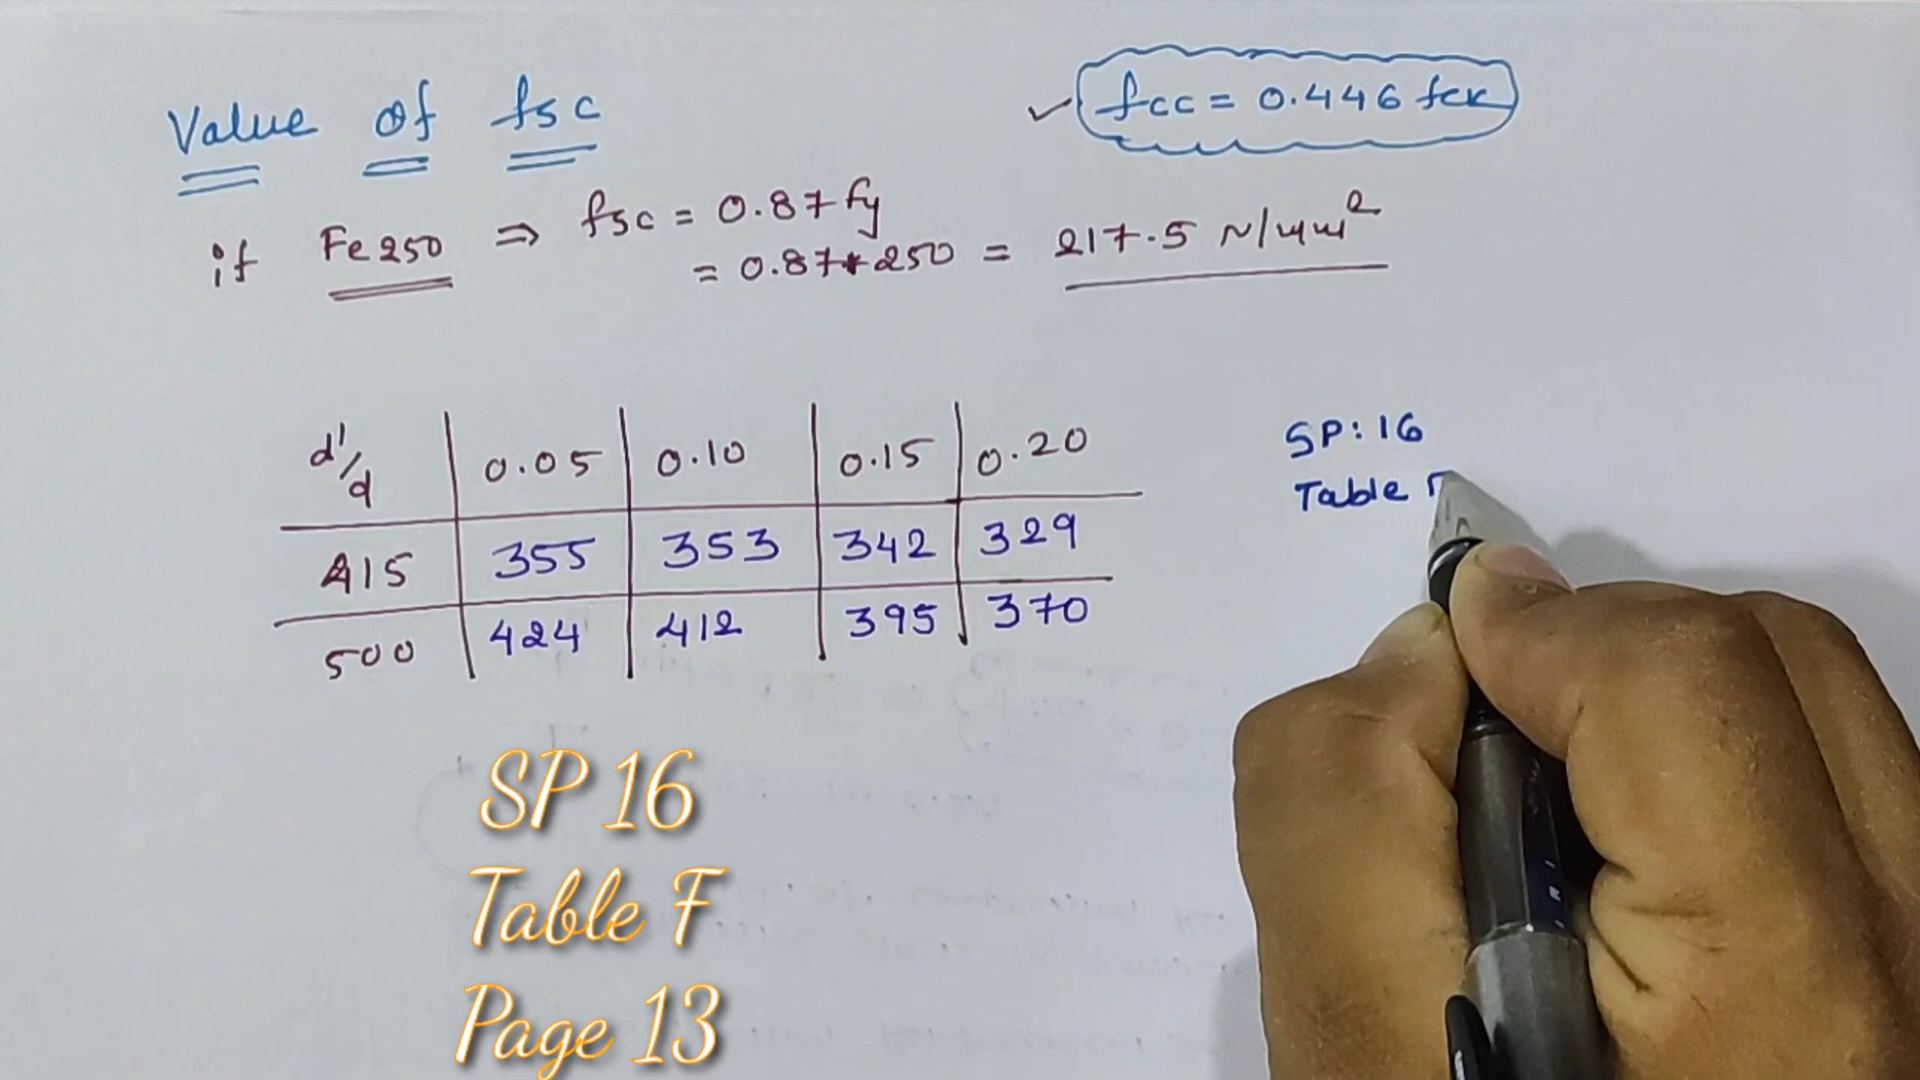 Value of fsc
fcc = 0.446 fck
if Fe250 ⇒ fsc = 0.87 fy
= 0.87*250 = 217.5 N/mm²
d'/d 0.05 0.10 0.15 0.20
415 355 353 342 329
500 424 412 395 370
SP:16
Table
SP 16
Table F
Page 13